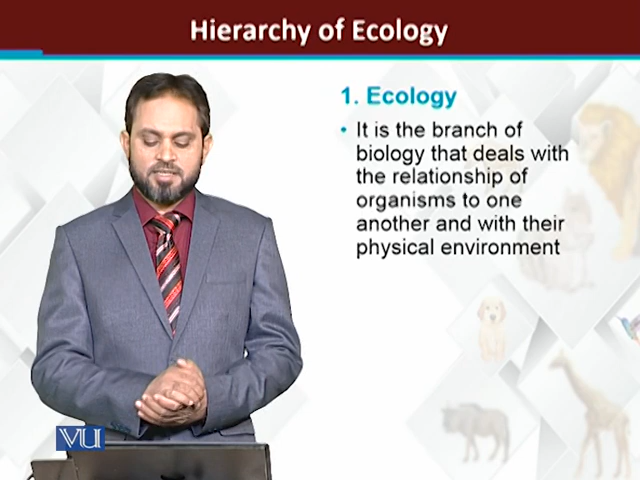 Hierarchy of Ecology
1. Ecology
• It is the branch of
biology that deals with
the relationship of
organisms to one
another and with their
physical environment
VU